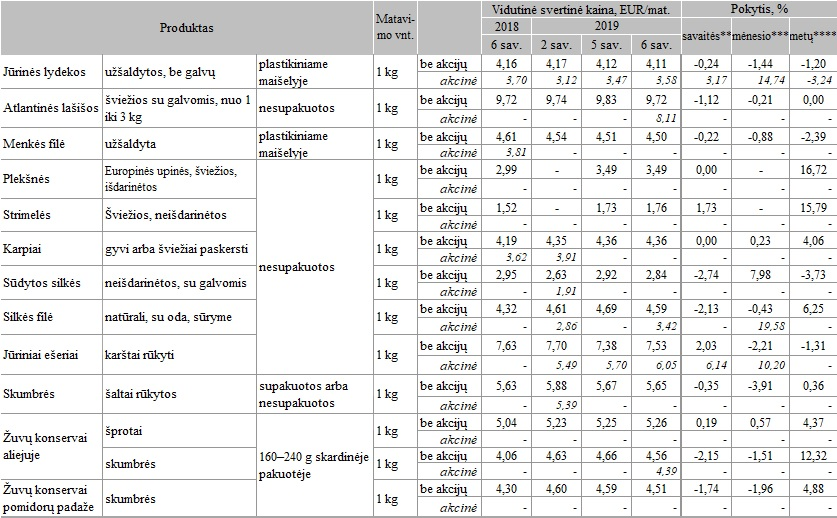 Produktas Matavi- Vidutinė svertinė kaina, EUR/mat. Pokytis, %
mo vnt. 2018 2019 savaitės** mėnesio*** metų****
6 sav. 2 sav. 5 sav. 6 sav.
Jūrinės lydekos užšaldytos, be galvų plastikiniame maišelyje 1 kg be akcijų 4,16 4,17 4,12 4,11 -0,24 -1,44 -1,20
akcinė 3,70 3,12 3,47 3,58 3,17 14,74 -3,24
Atlantinės lašišos šviežios su galvomis, nuo 1 iki 3 kg nesupakuotos 1 kg be akcijų 9,72 9,74 9,83 9,72 -1,12 -0,21 0,00
akcinė - - - 8,11 - - -
Menkės filė užšaldyta plastikiniame maišelyje 1 kg be akcijų 4,61 4,54 4,51 4,50 -0,22 -0,88 -2,39
akcinė 3,81 - - - - - -
Plekšnės Europinės upinės, šviežios, išdarinėtos nesupakuotos 1 kg be akcijų 2,99 - 3,49 3,49 0,00 - 16,72
akcinė - - - - - - -
Strimelės Šviežios, neišdarinėtos 1 kg be akcijų 1,52 - 1,73 1,76 1,73 - 15,79
akcinė - - - - - - -
Karpiai gyvi arba šviežiai paskersti 1 kg be akcijų 4,19 4,35 4,36 4,36 0,00 0,23 4,06
akcinė 3,62 3,91 - - - - -
Sūdytos silkės neišdarinėtos, su galvomis 1 kg be akcijų 2,95 2,63 2,92 2,84 -2,74 7,98 -3,73
akcinė - 1,91 - - - - -
Silkės filė natūrali, su oda, sūryme 1 kg be akcijų 4,32 4,61 4,69 4,59 -2,13 -0,43 6,25
akcinė - 2,86 - 3,42 - 19,58 -
Jūriniai ešeriai karštai rūkyti 1 kg be akcijų 7,63 7,70 7,38 7,53 2,03 -2,21 -1,31
akcinė - 5,49 5,70 6,05 6,14 10,20 -
Skumbrės šaltai rūkytos supakuotos arba nesupakuotos 1 kg be akcijų 5,63 5,88 5,67 5,65 -0,35 -3,91 0,36
akcinė - 5,39 - - - - -
Žuvų konservai aliejuje šprotai 160–240 g skardinėje pakuotėje 1 kg be akcijų 5,04 5,23 5,25 5,26 0,19 0,57 4,37
akcinė - - - - - - -
skumbrės 1 kg be akcijų 4,06 4,63 4,66 4,56 -2,15 -1,51 12,32
akcinė - - - 4,39 - - -
Žuvų konservai pomidorų padaže skumbrės 1 kg be akcijų 4,30 4,60 4,59 4,51 -1,74 -1,96 4,88
akcinė - - - - - - -